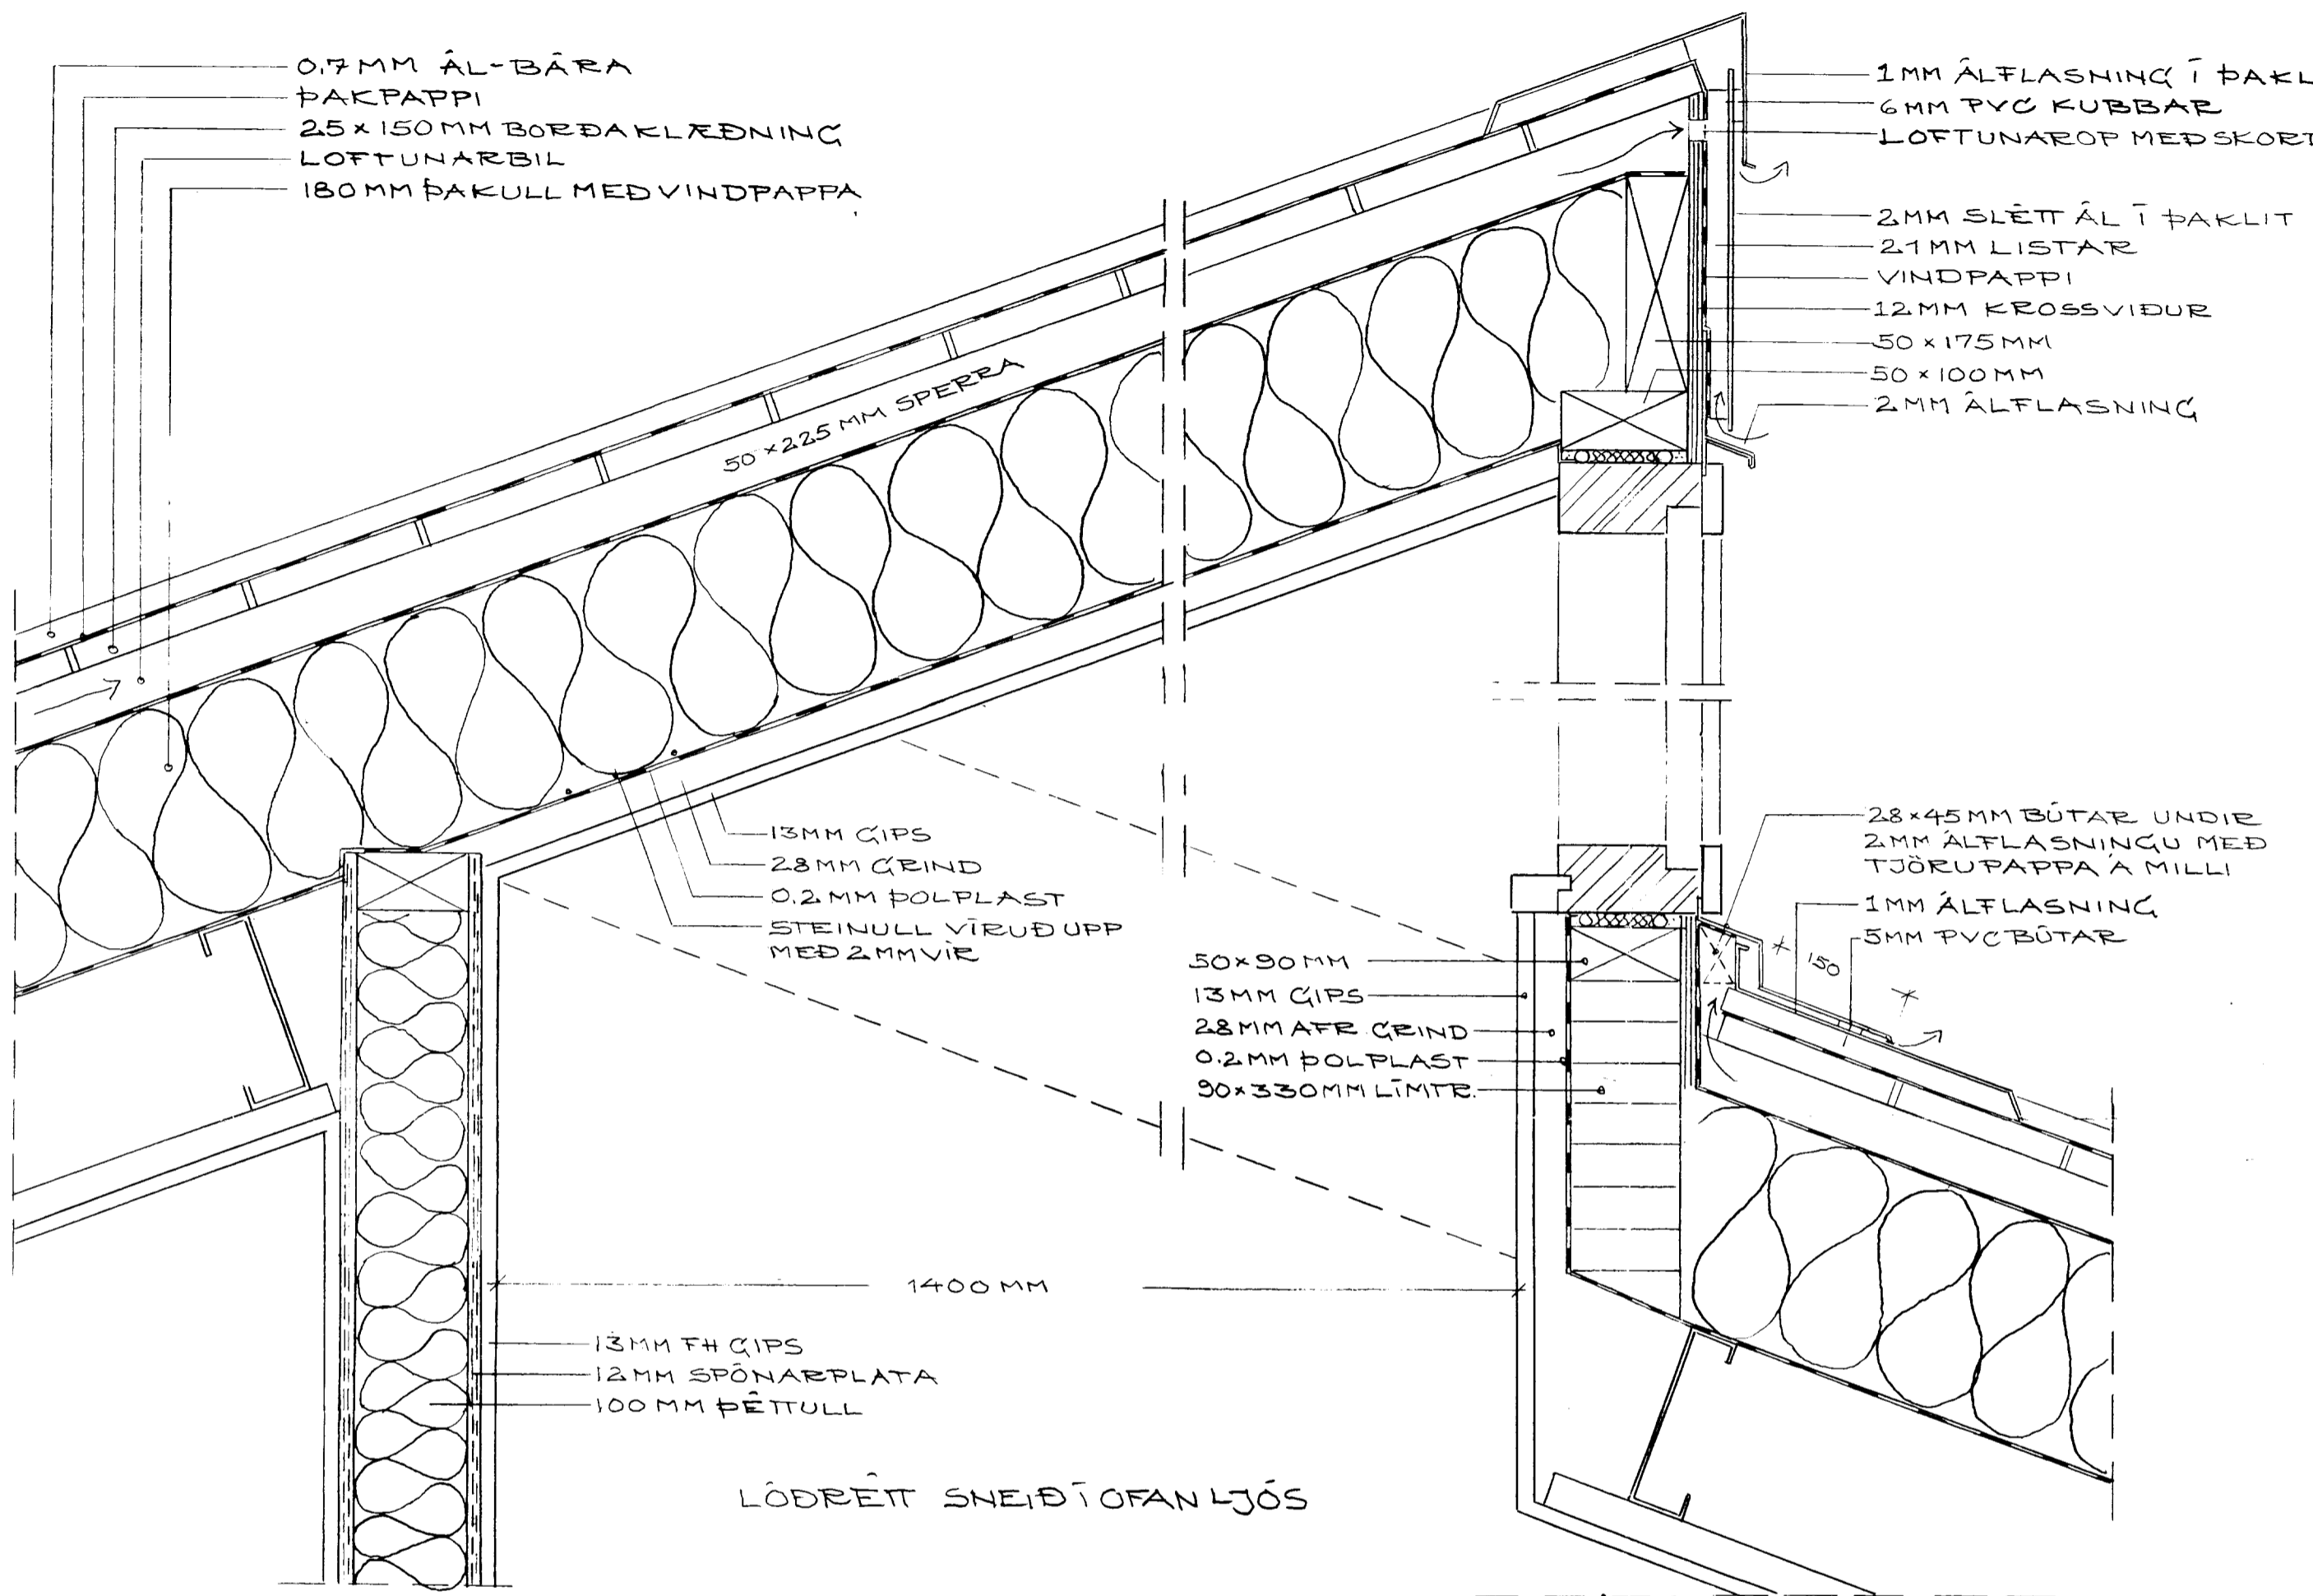 0.7 MM ÁL-BÁRA
ÞAKPAPPI
25 x 150 MM BORÐAKLÆÐNING
LOFTUNARBIL
180 MM ÞAKULL MEÐ VINDPAPPA
1 MM ÁLFLASNING Í ÞAKL
6 MM PVC KUBBAR
LOFTUNAROP MEÐ SKORD
2 MM SLÉTT ÁL Í ÞAKLIT
21 MM LISTAR
VINDPAPPI
12 MM KROSSVIÐUR
50 x 175 MM
50 x 100 MM
2 MM ÁLFLASNING
50 x 225 MM SPERRA
13 MM GIPS
28 MM GRIND
0.2 MM ÞOLPLAST
STEINULL VÍRUÐ UPP
MEÐ 2 MM VÍR
28 x 45 MM BÚTAR UNDIR
2 MM ÁLFLASNINGU MEÐ
TJÖRUPAPPA Á MILLI
1 MM ÁLFLASNING
5 MM PVC BÚTAR
150
50 x 90 MM
13 MM GIPS
28 MM AFR. GRIND
0.2 MM ÞOLPLAST
90 x 330 MM LÍMTR.
1400 MM
13 MM FH GIPS
12 MM SPÓNARPLATA
100 MM ÞÉTTULL
LÓÐRÉTT SNEIÐ Í OFANLJÓS